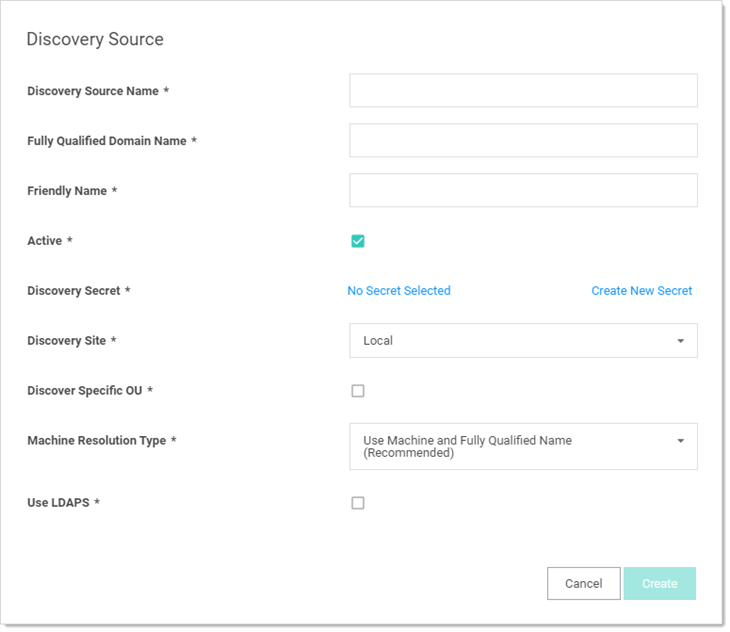 Discovery Source
Discovery Source Name *
Fully Qualified Domain Name *
Friendly Name *
Active *
Discovery Secret * No Secret Selected Create New Secret
Discovery Site * Local
Discover Specific OU *
Machine Resolution Type * Use Machine and Fully Qualified Name
(Recommended)
Use LDAPS *
Cancel Create